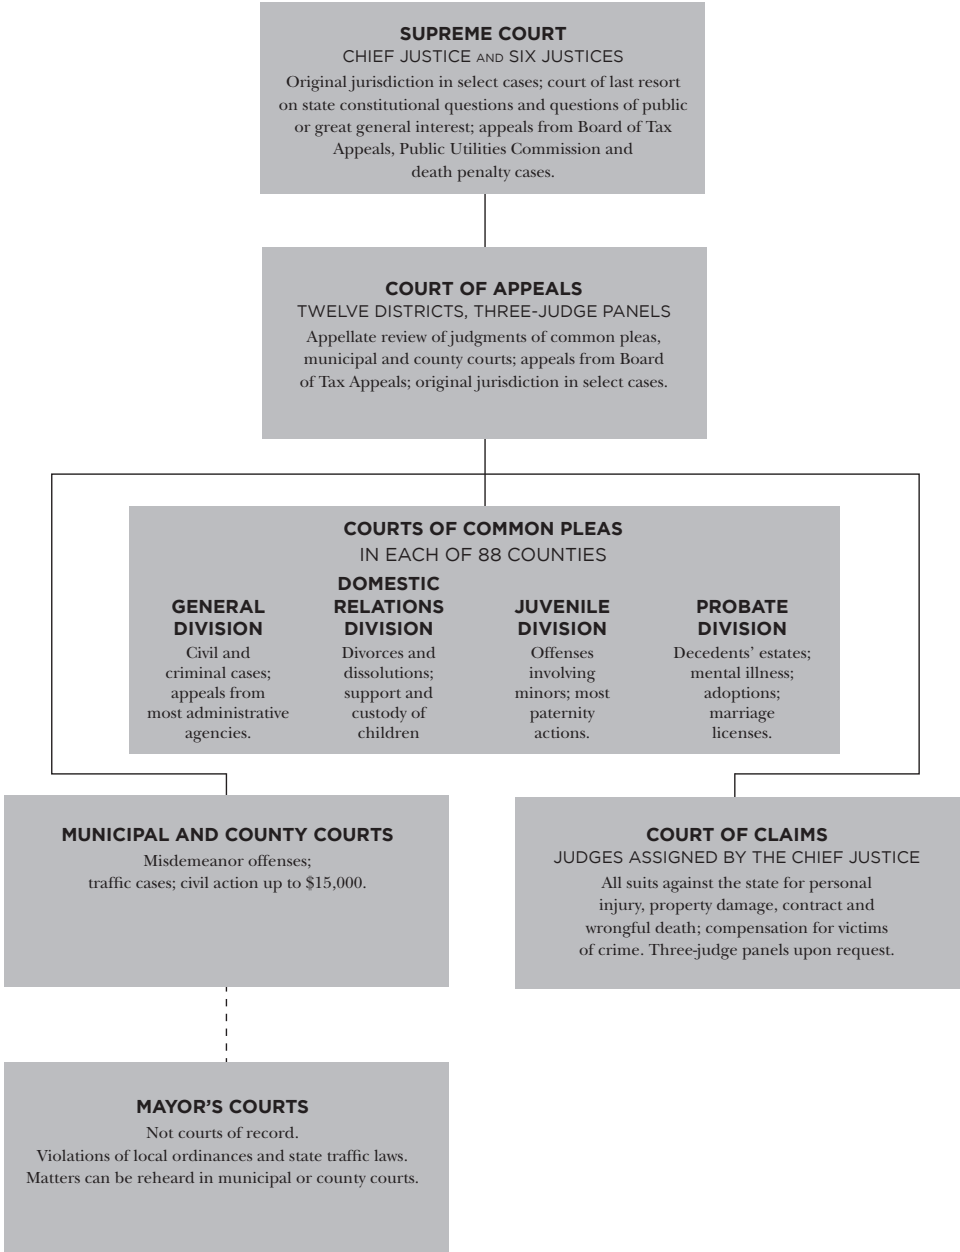 SUPREME COURT
CHIEF JUSTICE AND SIX JUSTICES
Original jurisdiction in select cases; court of last resort
on state constitutional questions and questions of public
or great general interest; appeals from Board of Tax
Appeals, Public Utilities Commission and
death penalty cases.
COURT OF APPEALS
TWELVE DISTRICTS, THREE-JUDGE PANELS
Appellate review of judgments of common pleas,
municipal and county courts; appeals from Board
of Tax Appeals; original jurisdiction in select cases.
COURTS OF COMMON PLEAS
IN EACH OF 88 COUNTIES
GENERAL
DIVISION
Civil and
criminal cases;
appeals from
most administrative
agencies.
DOMESTIC
RELATIONS
DIVISION
Divorces and
dissolutions;
support and
custody of
children
JUVENILE
DIVISION
Offenses
involving
minors; most
paternity
actions.
PROBATE
DIVISION
Decedents’ estates;
mental illness;
adoptions;
marriage
licenses.
MUNICIPAL AND COUNTY COURTS
Misdemeanor offenses;
traffic cases; civil action up to $15,000.
COURT OF CLAIMS
JUDGES ASSIGNED BY THE CHIEF JUSTICE
All suits against the state for personal
injury, property damage, contract and
wrongful death; compensation for victims
of crime. Three-judge panels upon request.
MAYOR’S COURTS
Not courts of record.
Violations of local ordinances and state traffic laws.
Matters can be reheard in municipal or county courts.